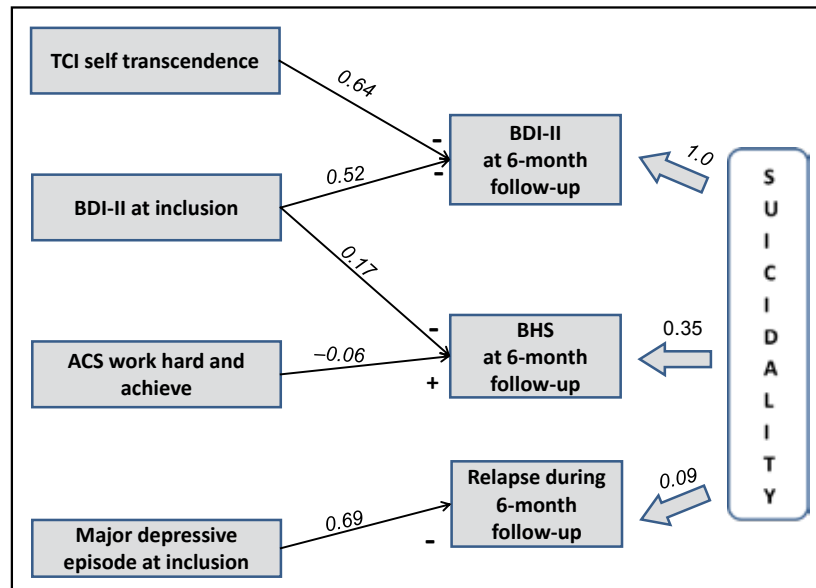 TCI self transcendence
0.64
-
BDI-II
at 6-month
follow-up
-
1.0
0.52
BDI-II at inclusion
0.17
-
BHS
at 6-month
follow-up
0.35
ACS work hard and
achieve
–0.06
+
Relapse during
6-month
follow-up
0.09
Major depressive
episode at inclusion
0.69
-
S
U
I
C
I
D
A
L
I
T
Y